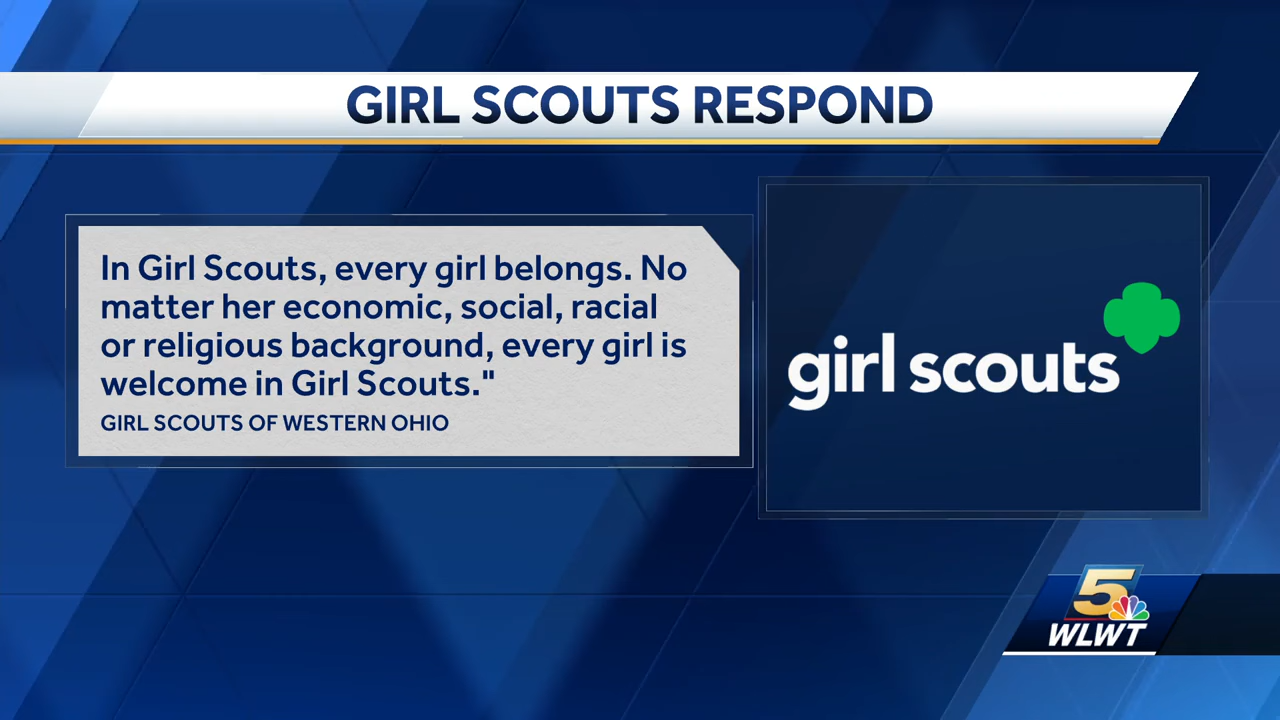 GIRL SCOUTS RESPOND
In Girl Scouts, every girl belongs. No
matter her economic, social, racial
or religious background, every girl is
welcome in Girl Scouts."
GIRL SCOUTS OF WESTERN OHIO
girl scouts
5
WLWT